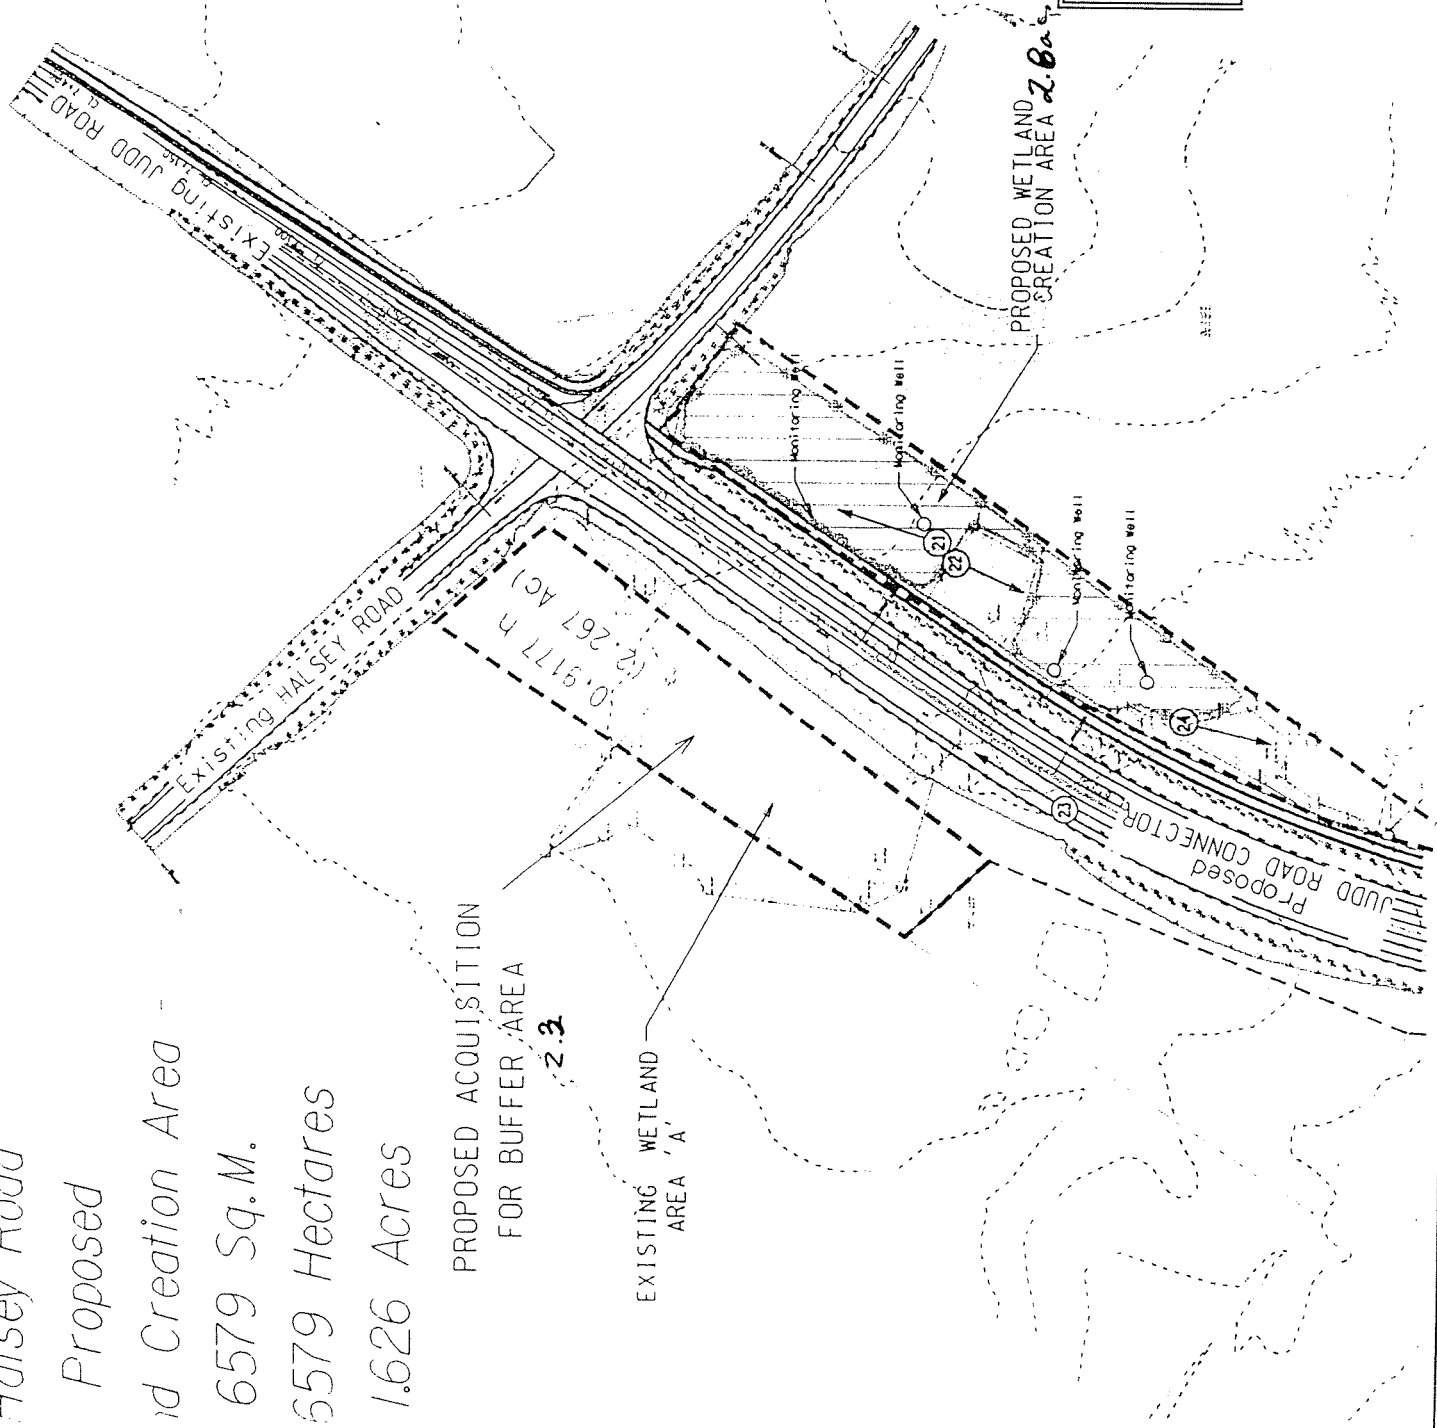 Halsey Road
Proposed
Creation Area -
6579 Sq.M.
6579 Hectares
1.626 Acres
PROPOSED ACQUISITION
FOR BUFFER AREA
2.3
EXISTING WETLAND
AREA 'A'
Existing HALSEY ROAD
0.9177 h
(2.267 Ac)
Existing JUDD ROAD
PROPOSED WETLAND
CREATION AREA 2.
Monitoring Well
Monitoring Well
Monitoring Well
Monitoring Well
21
22
23
24
Proposed
JUDD ROAD CONNECTOR